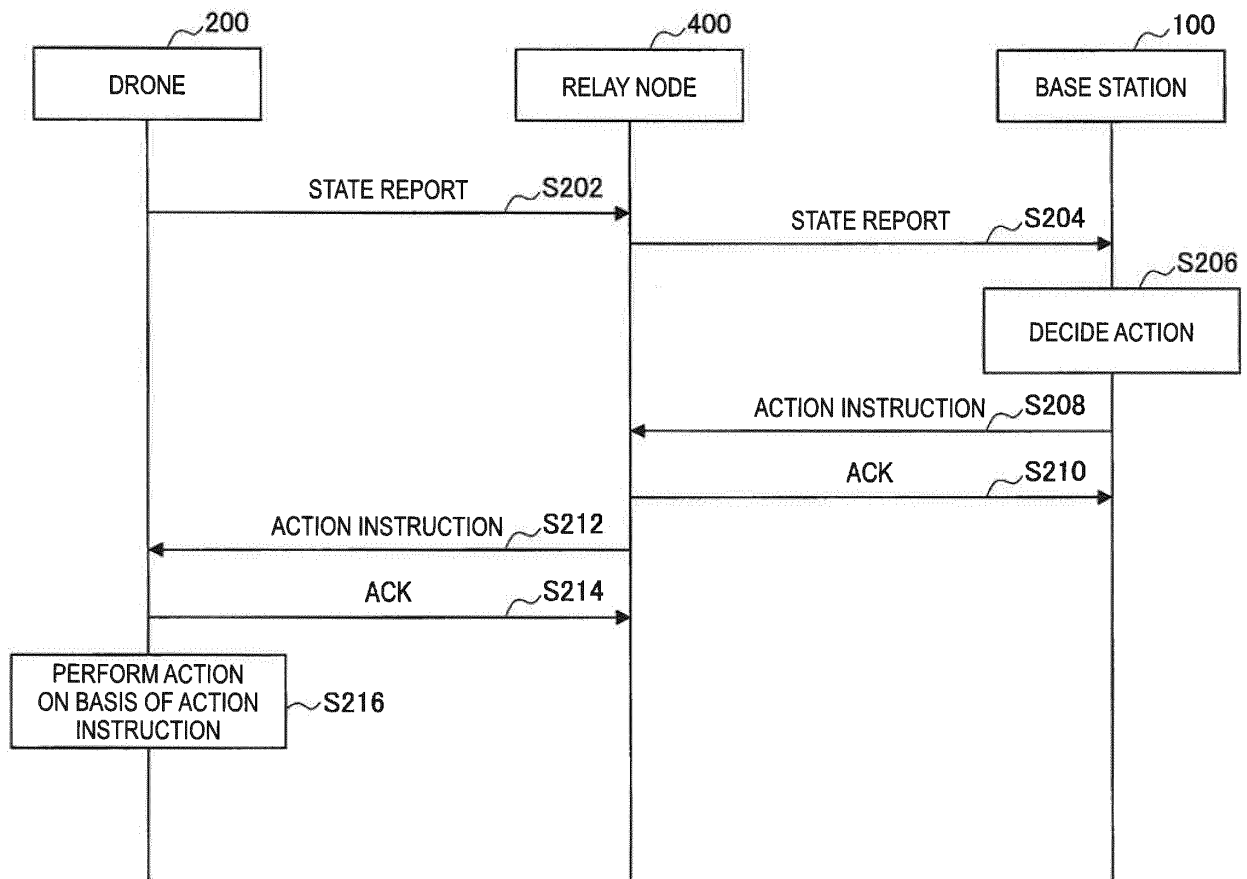 200
400
100
DRONE
RELAY NODE
BASE STATION
STATE REPORT
S202
STATE REPORT
S204
S206
DECIDE ACTION
ACTION INSTRUCTION
S208
ACK
S210
ACTION INSTRUCTION
S212
ACK
S214
PERFORM ACTION
ON BASIS OF ACTION
INSTRUCTION
S216